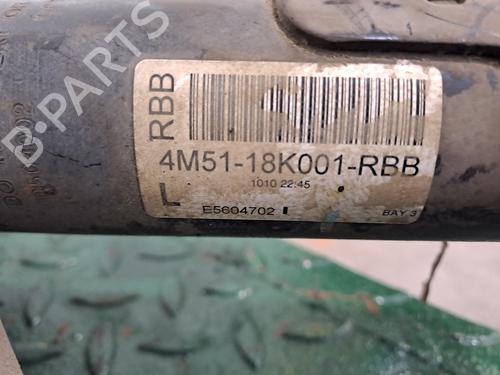 B-PARTS
RBB
4M51-18K001-RBB
1010 22:45
L
E5604702
BAY 3